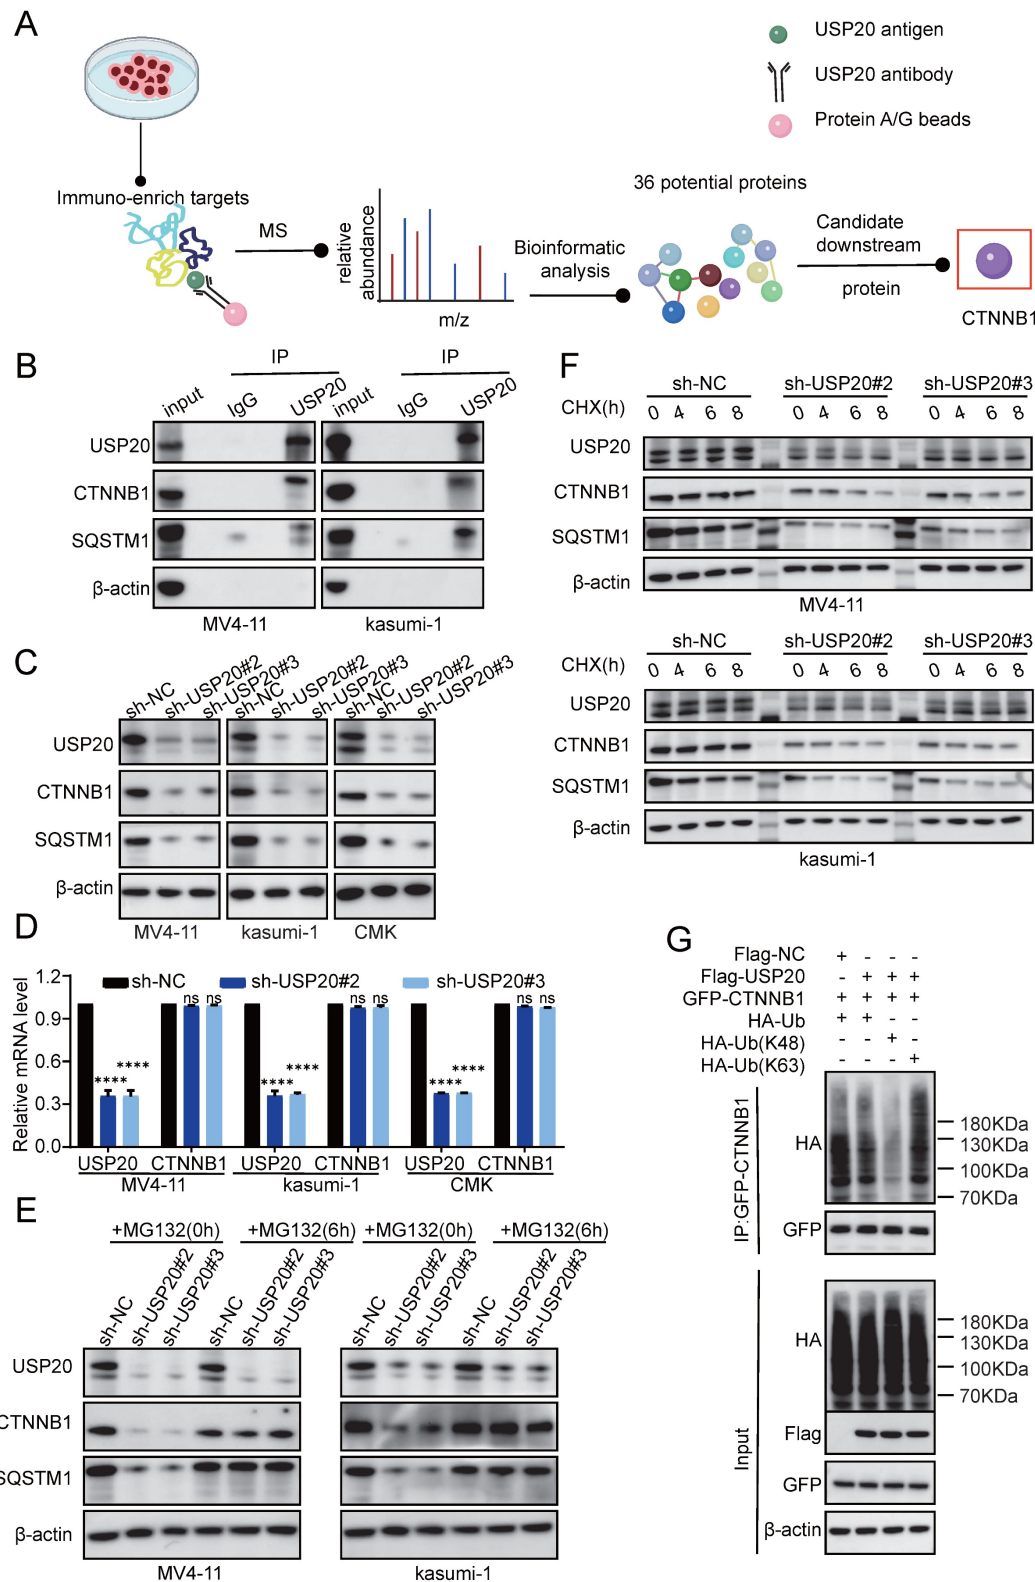 A
USP20 antigen
USP20 antibody
Protein A/G beads
Immuno-enrich targets
MS
relative
abundance
m/z
Bioinformatic
analysis
36 potential proteins
Candidate
downstream
protein
CTNNB1
B
IP
IP
input
IgG
USP20
input
IgG
USP20
USP20
CTNNB1
SQSTM1
β-actin
MV4-11
kasumi-1
C
sh-NC
sh-USP20#2
sh-USP20#3
sh-NC
sh-USP20#2
sh-USP20#3
sh-NC
sh-USP20#2
sh-USP20#3
USP20
CTNNB1
SQSTM1
β-actin
MV4-11
kasumi-1
CMK
D
sh-NC
sh-USP20#2
sh-USP20#3
Relative mRNA level
1.2
0.9
0.6
0.3
0.0
**** **** ns ns
**** **** ns ns
**** **** ns ns
USP20 CTNNB1 USP20 CTNNB1 USP20 CTNNB1
MV4-11
kasumi-1
CMK
E
+MG132(0h) +MG132(6h) +MG132(0h) +MG132(6h)
sh-NC
sh-USP20#2
sh-USP20#3
sh-NC
sh-USP20#2
sh-USP20#3
sh-NC
sh-USP20#2
sh-USP20#3
sh-NC
sh-USP20#2
sh-USP20#3
USP20
CTNNB1
SQSTM1
β-actin
MV4-11
kasumi-1
F
sh-NC sh-USP20#2 sh-USP20#3
CHX(h) 0 4 6 8 0 4 6 8 0 4 6 8
USP20
CTNNB1
SQSTM1
β-actin
MV4-11
sh-NC sh-USP20#2 sh-USP20#3
CHX(h) 0 4 6 8 0 4 6 8 0 4 6 8
USP20
CTNNB1
SQSTM1
β-actin
kasumi-1
G
Flag-NC + - - -
Flag-USP20 - + + +
GFP-CTNNB1 + + + +
HA-Ub + + - -
HA-Ub(K48) - - + -
HA-Ub(K63) - - - +
IP:GFP-CTNNB1
HA
180KDa
130KDa
100KDa
70KDa
GFP
Input
HA
180KDa
130KDa
100KDa
70KDa
Flag
GFP
β-actin